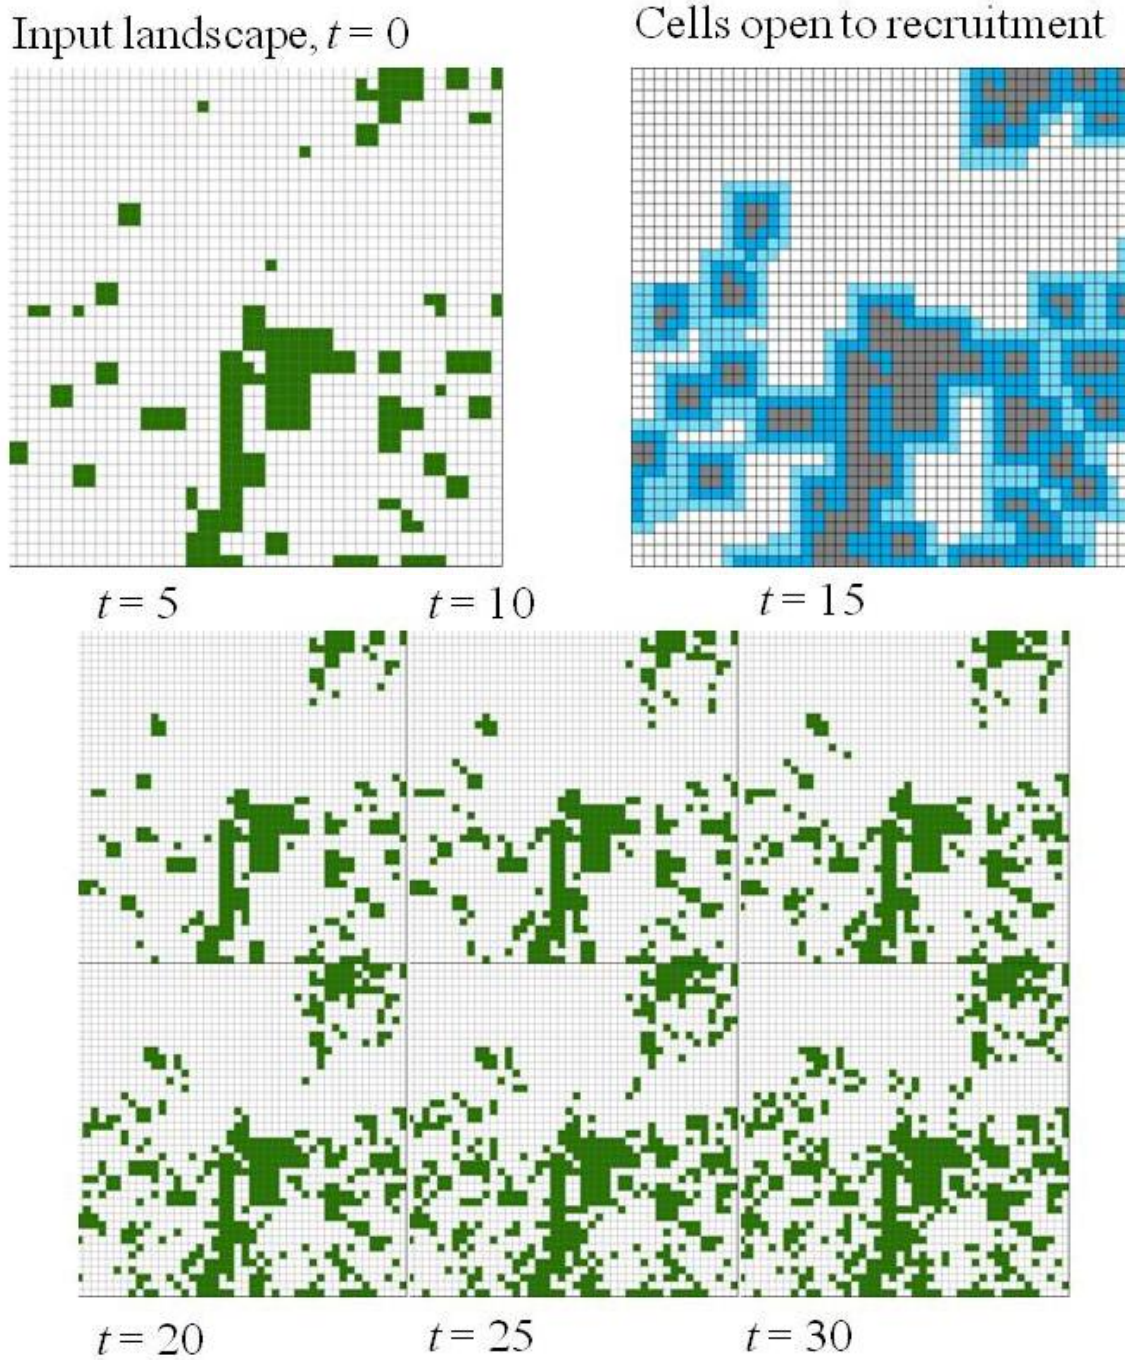 Input landscape, t = 0
Cells open to recruitment
t = 5
t = 10
t = 15
t = 20
t = 25
t = 30